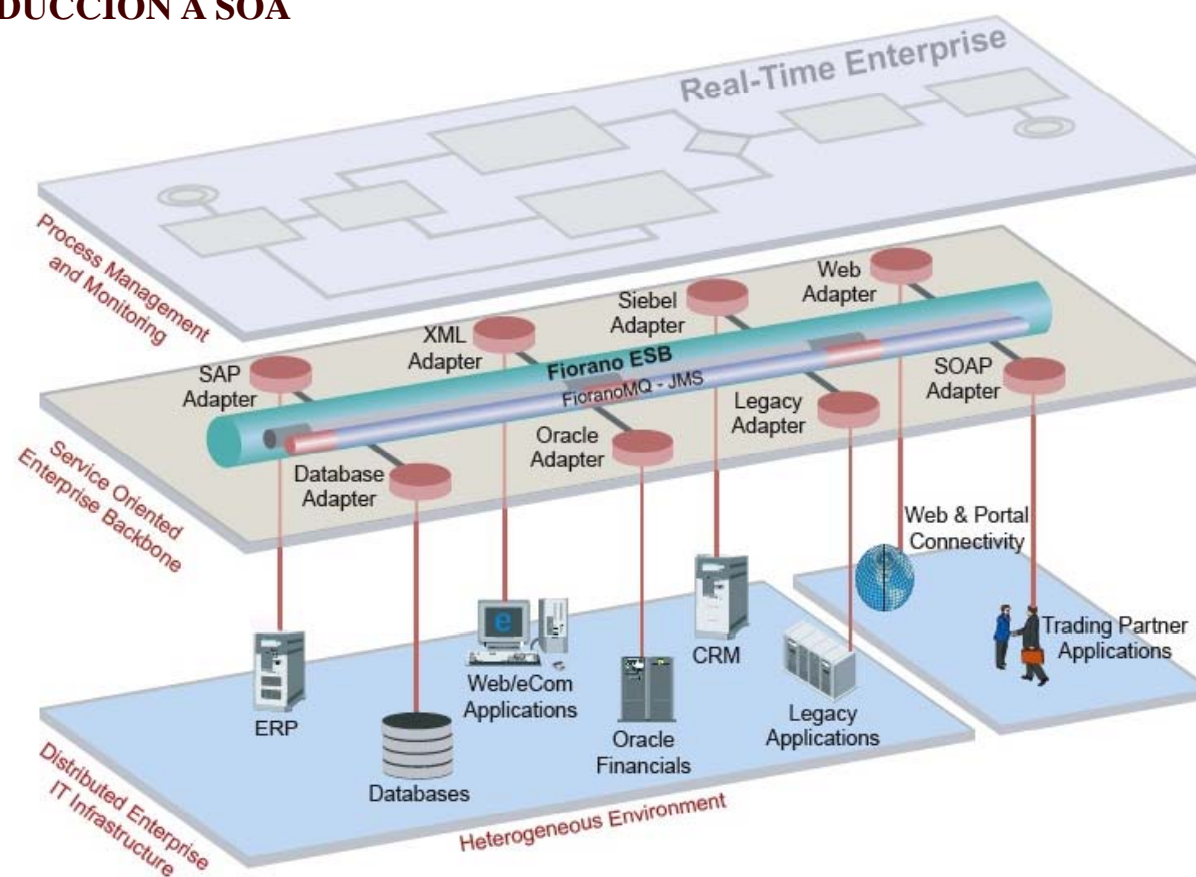 DUCCIÓN A SOA
Real-Time Enterprise
Process Management
and Monitoring
Web
Adapter
Siebel
Adapter
XML
Adapter
SAP
Adapter
Fiorano ESB
FioranoMQ - JMS
SOAP
Adapter
Legacy
Adapter
Oracle
Adapter
Database
Adapter
Service Oriented
Enterprise Backbone
Web & Portal
Connectivity
Trading Partner
Applications
CRM
Web/eCom
Applications
ERP
Legacy
Applications
Oracle
Financials
Databases
Distributed Enterprise
IT Infrastructure
Heterogeneous Environment
e